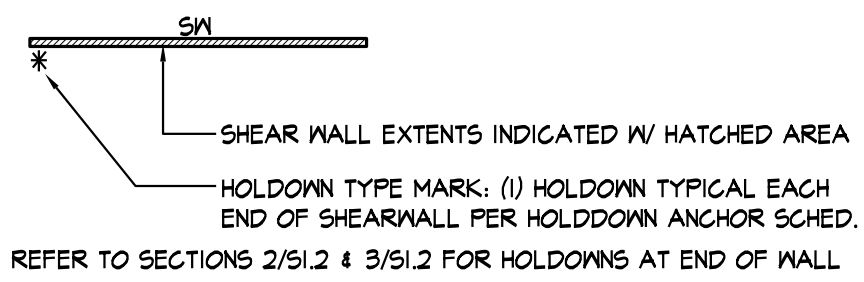 SW
*
SHEAR WALL EXTENTS INDICATED W/ HATCHED AREA
HOLDOWN TYPE MARK: (1) HOLDOWN TYPICAL EACH
END OF SHEARWALL PER HOLDDOWN ANCHOR SCHED.
REFER TO SECTIONS 2/S1.2 & 3/S1.2 FOR HOLDOWNS AT END OF WALL